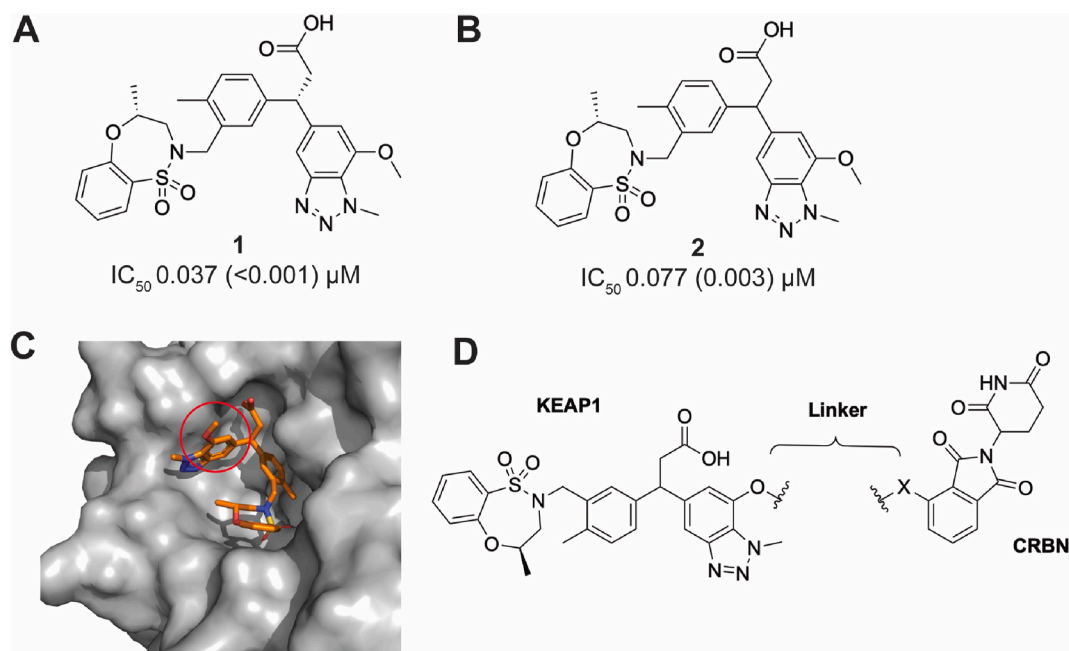 A
B
OH
O
O
N
S
O
O
O
N
N
N
1
IC50 0.037 (<0.001) µM
OH
O
O
N
S
O
O
O
N
N
N
2
IC50 0.077 (0.003) µM
C
D
KEAP1
Linker
CRBN
O
O
S
N
O
O
OH
O
N
N=N
X
O
HN
O
N
O
O